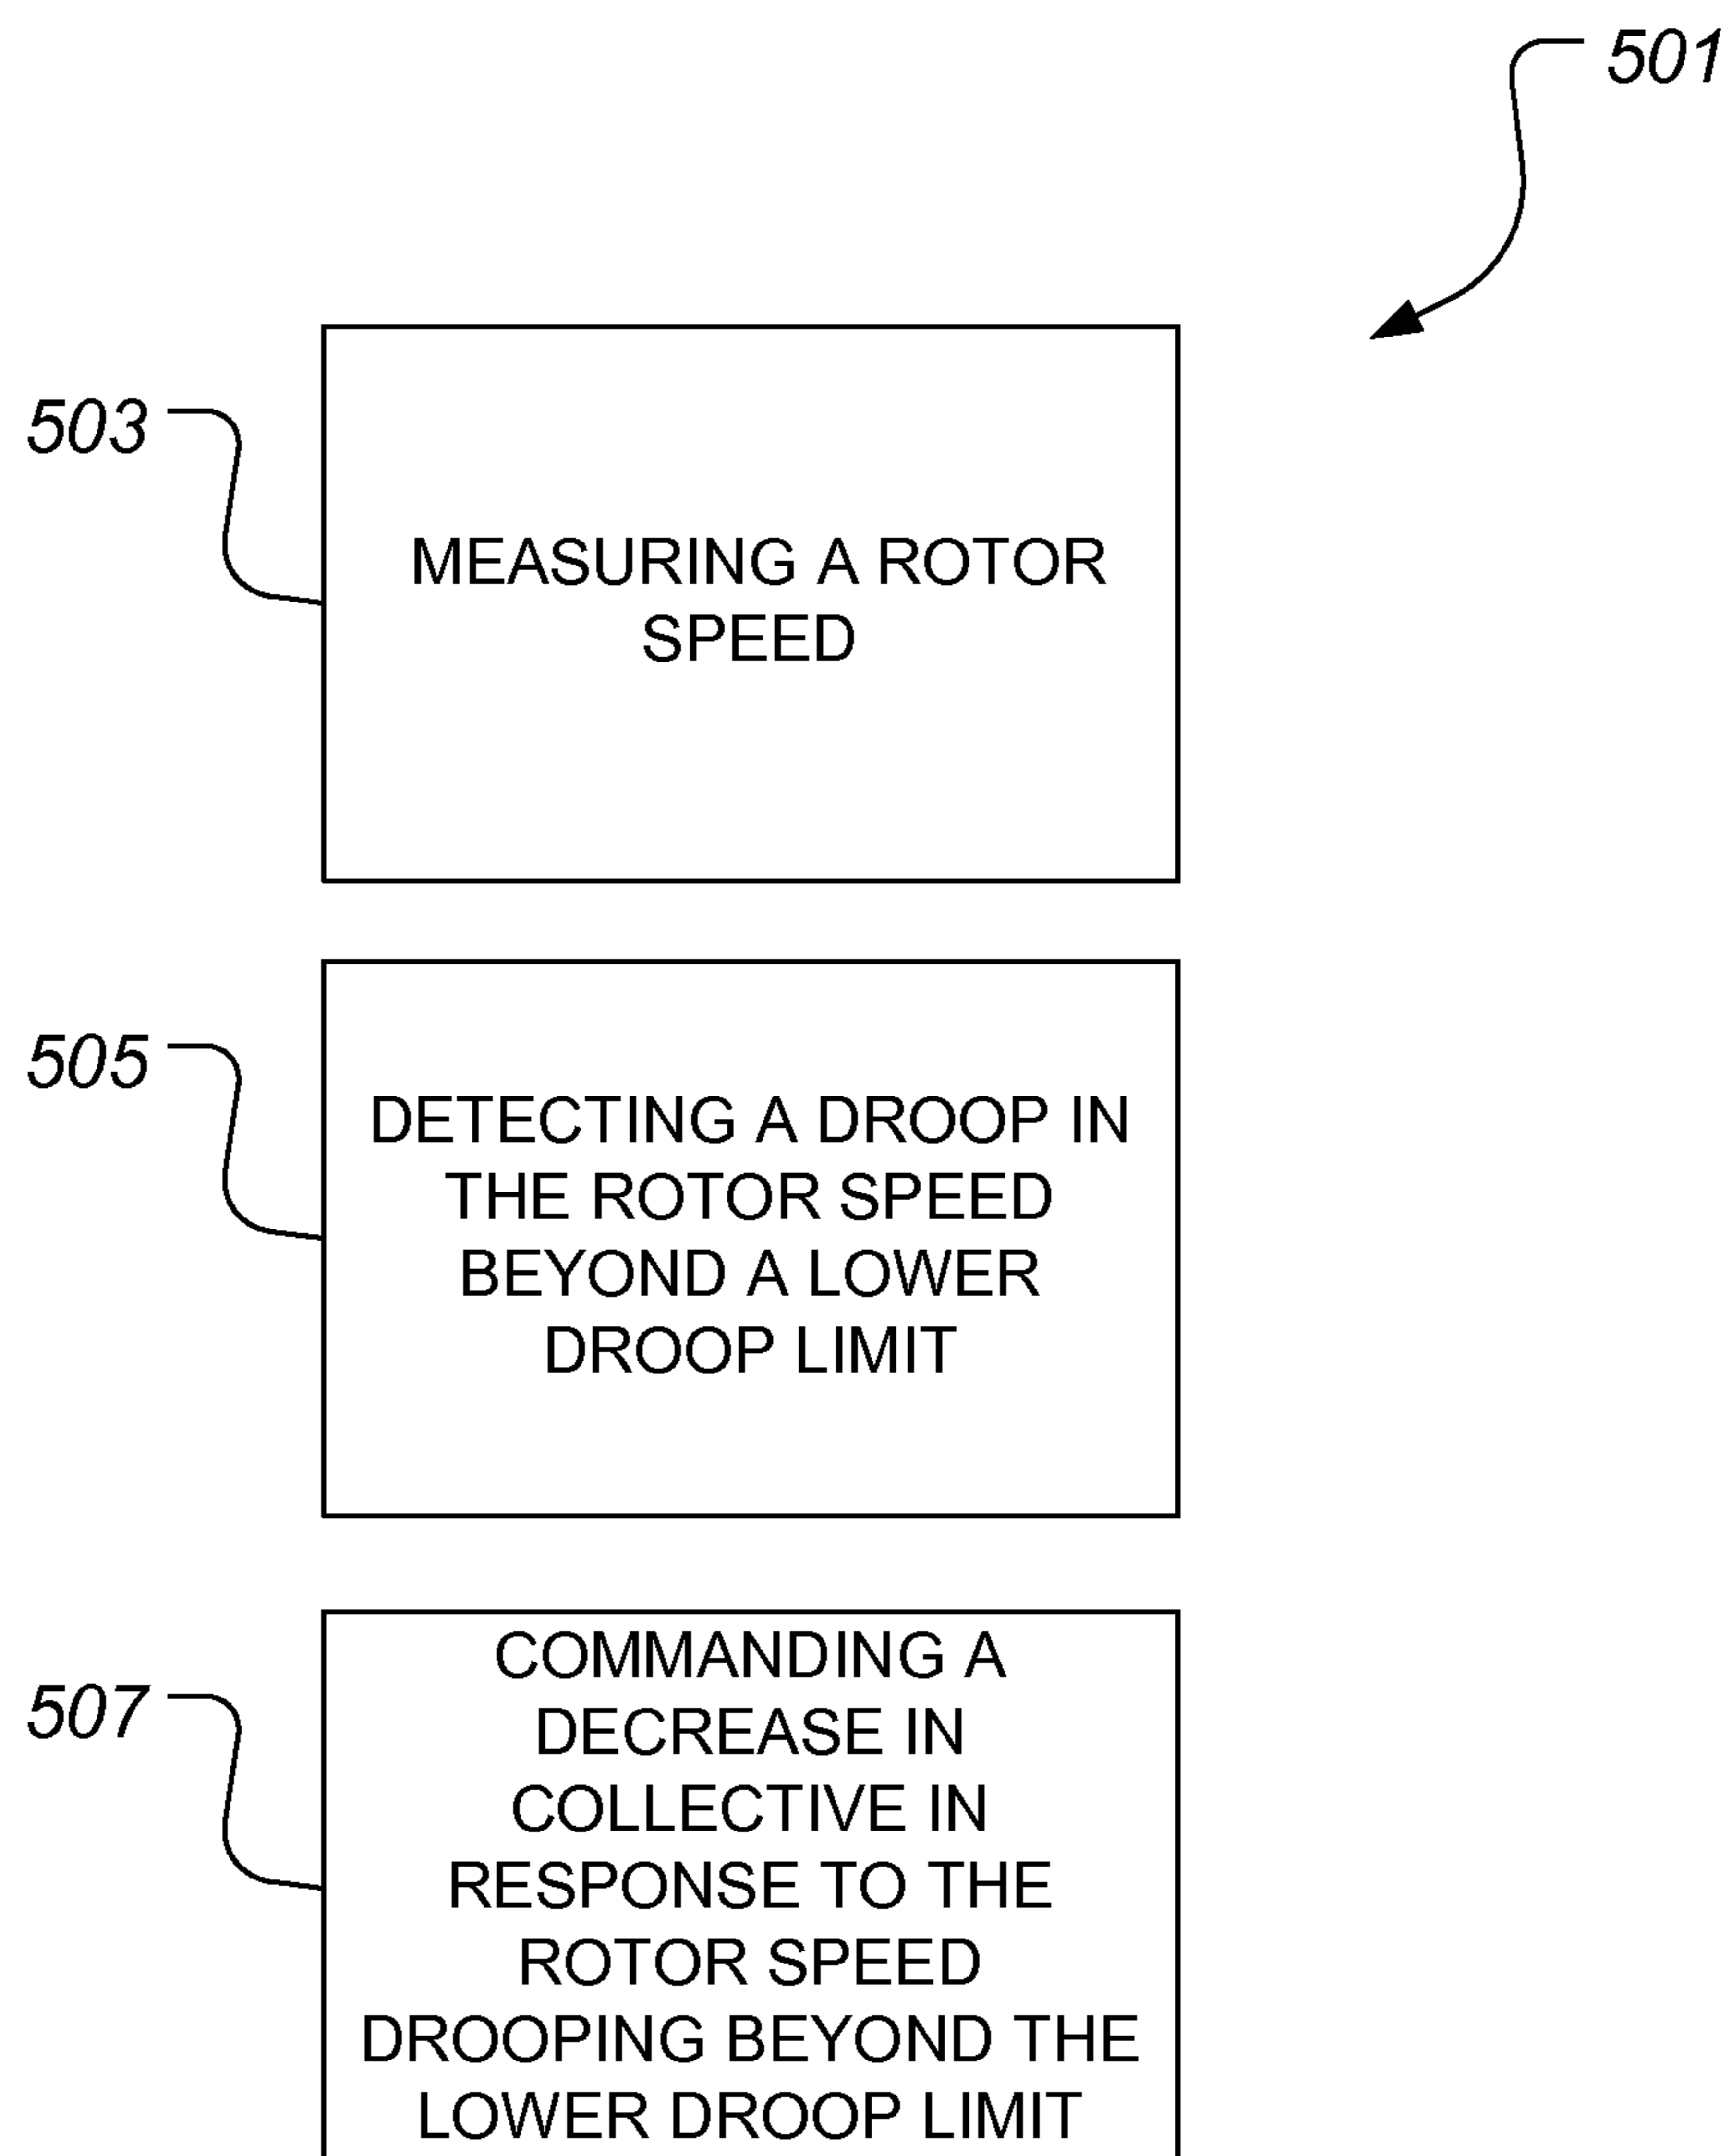 501
503
MEASURING A ROTOR
SPEED
505
DETECTING A DROOP IN
THE ROTOR SPEED
BEYOND A LOWER
DROOP LIMIT
507
COMMANDING A
DECREASE IN
COLLECTIVE IN
RESPONSE TO THE
ROTOR SPEED
DROOPING BEYOND THE
LOWER DROOP LIMIT